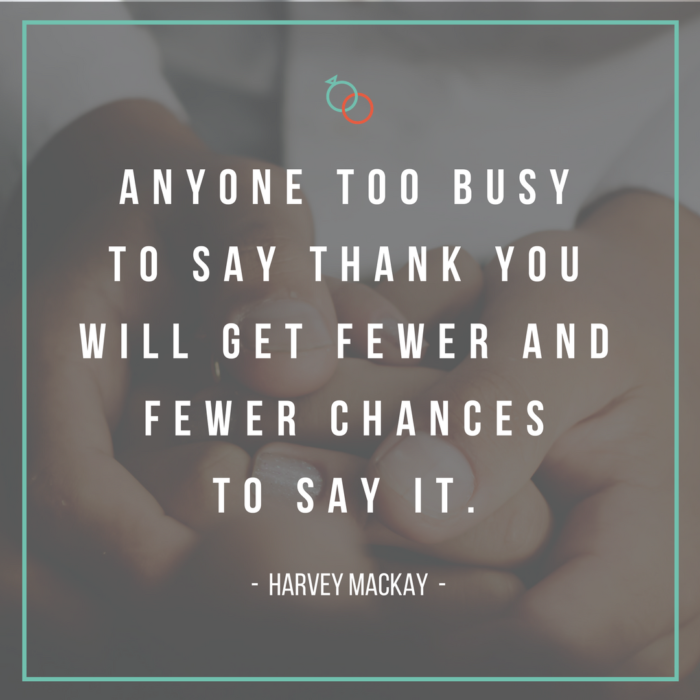 ANYONE TOO BUSY
TO SAY THANK YOU
WILL GET FEWER AND
FEWER CHANCES
TO SAY IT.
- HARVEY MACKAY -